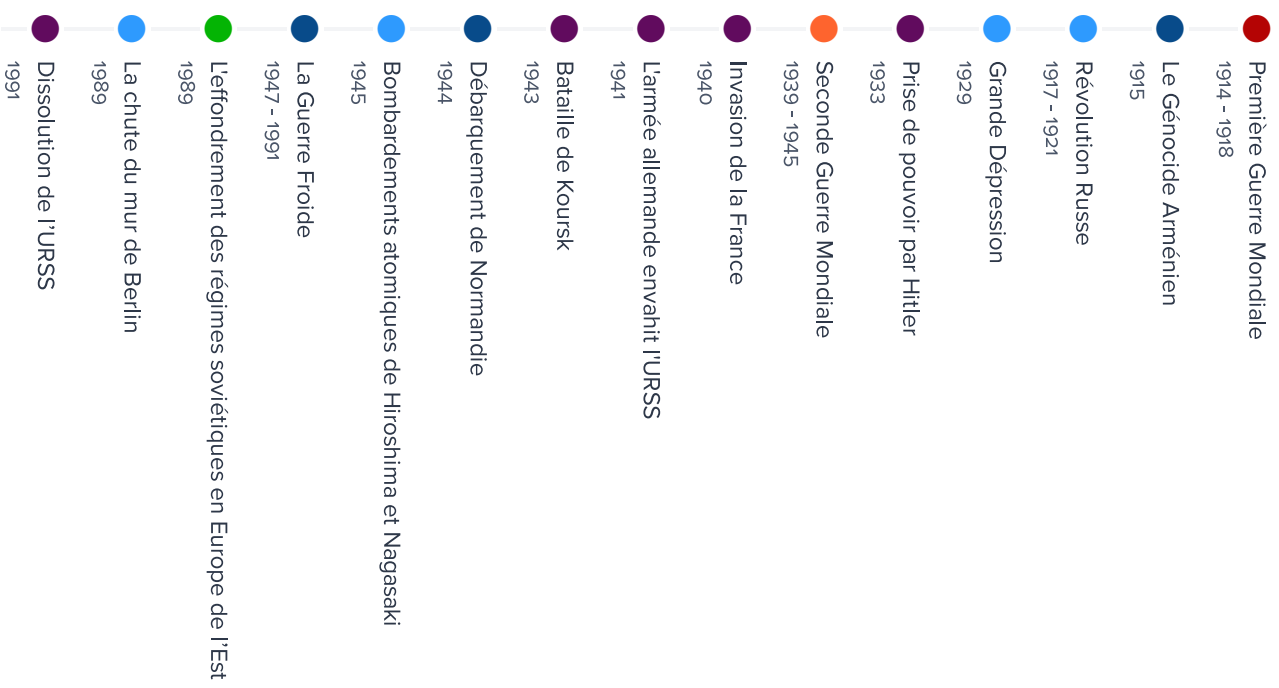 Première Guerre Mondiale
1914 - 1918
Le Génocide Arménien
1915
Révolution Russe
1917 - 1921
Grande Dépression
1929
Prise de pouvoir par Hitler
1933
Seconde Guerre Mondiale
1939 - 1945
Invasion de la France
1940
L'armée allemande envahit l'URSS
1941
Bataille de Koursk
1943
Débarquement de Normandie
1944
Bombardements atomiques de Hiroshima et Nagasaki
1945
La Guerre Froide
1947 - 1991
L'effondrement des régimes soviétiques en Europe de l’Est
1989
La chute du mur de Berlin
1989
Dissolution de l’URSS
1991